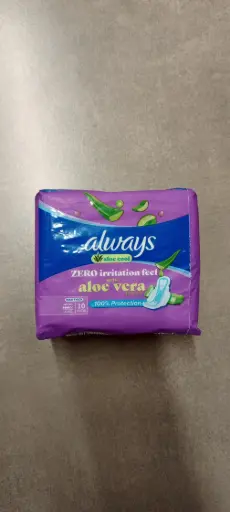 always
aloe cool
ZERO irritation feel
aloe vera
100% Protection
10